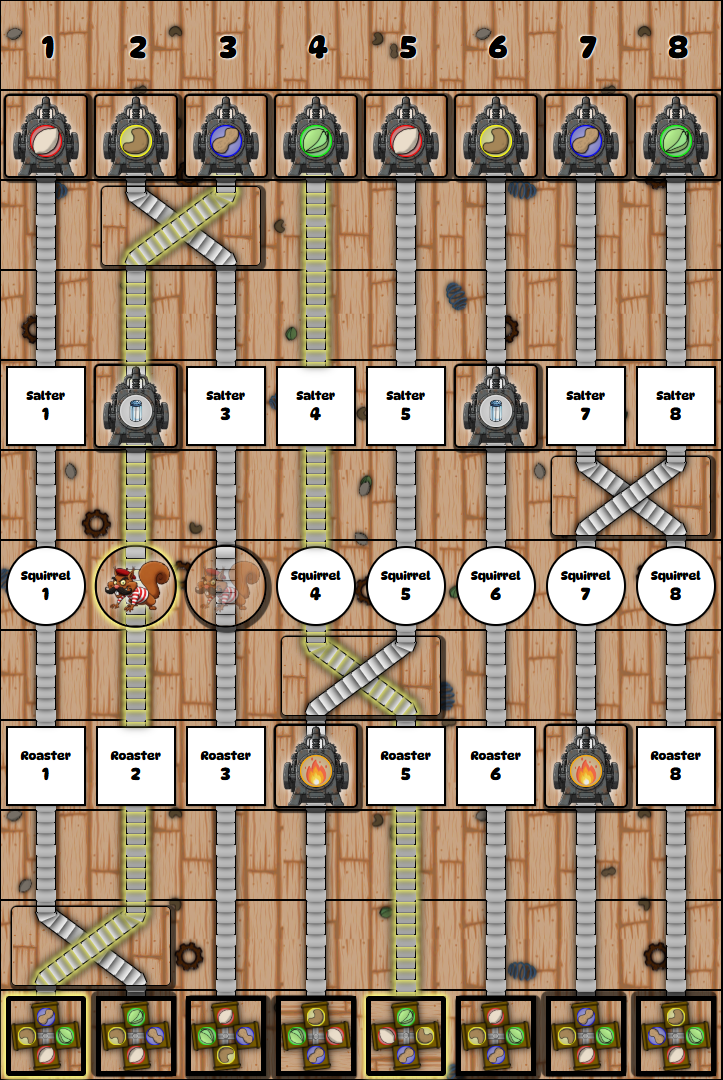 1 2 3 4 5 6 7 8
Salter 1
Salter 3
Salter 4
Salter 5
Salter 7
Salter 8
Squirrel 1
Squirrel 4
Squirrel 5
Squirrel 6
Squirrel 7
Squirrel 8
Roaster 1
Roaster 2
Roaster 3
Roaster 5
Roaster 6
Roaster 8